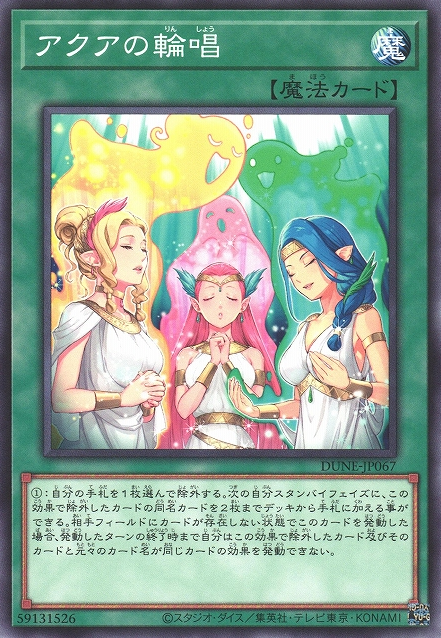 アクアの輪唱
りん しょう
魔
【魔法カード】
ま ほう
DUNE-JP067
①:自分の手札を1枚選んで除外する。次の自分スタンバイフェイズに、この
効果で除外したカードの同名カードを2枚までデッキから手札に加える事が
できる。相手フィールドにカードが存在しない状態でこのカードを発動した
場合、発動したターンの終了時まで自分はこの効果で除外したカード及びその
カードと元々のカード名が同じカードの効果を発動できない。
59131526
©スタジオ・ダイス/集英社・テレビ東京・KONAMI